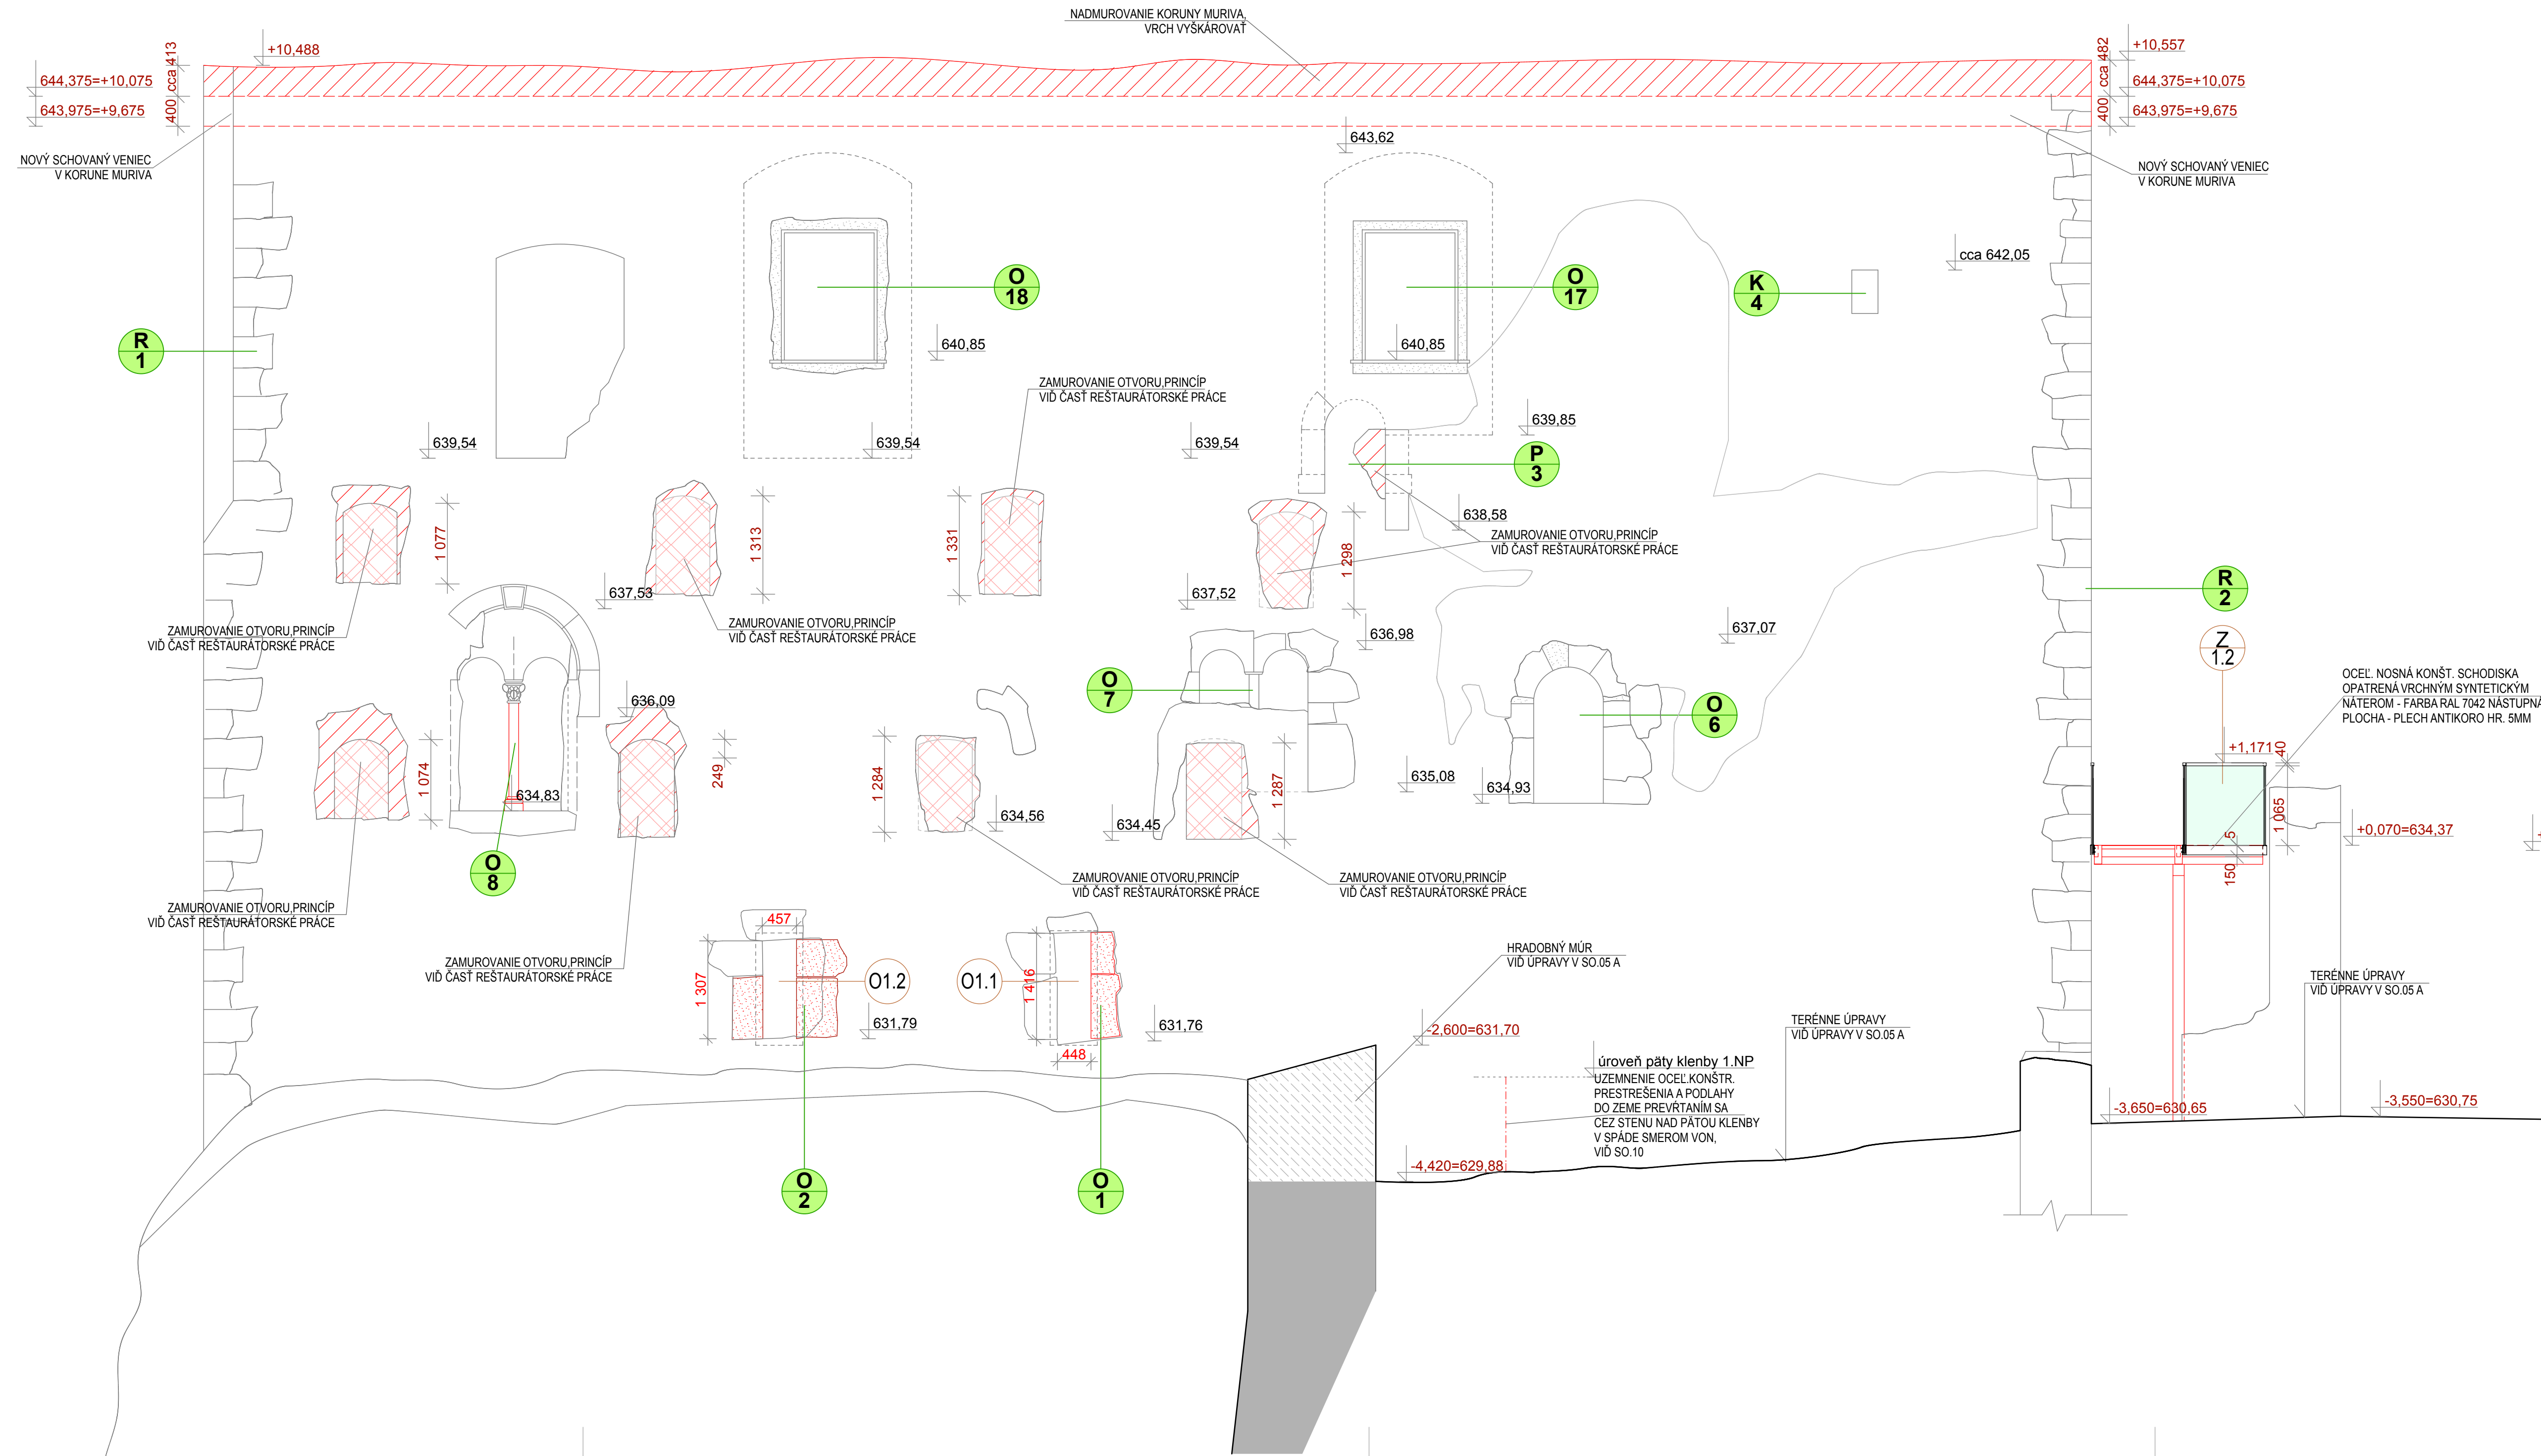 NADMUROVANIE KORUNY MURIVA,
VRCH VYŠKÁROVAŤ
+10,488
cca 413
644,375=+10,075
400
643,975=+9,675
NOVÝ SCHOVANÝ VENIEC
V KORUNE MURIVA
cca 482
+10,557
644,375=+10,075
400
643,975=+9,675
NOVÝ SCHOVANÝ VENIEC
V KORUNE MURIVA
643,62
cca 642,05
O
18
O
17
K
4
R
1
640,85
640,85
ZAMUROVANIE OTVORU,PRINCÍP
VIĎ ČASŤ REŠTAURÁTORSKÉ PRÁCE
639,54
639,54
639,54
639,85
P
3
638,58
ZAMUROVANIE OTVORU,PRINCÍP
VIĎ ČASŤ REŠTAURÁTORSKÉ PRÁCE
1 077
1 313
1 331
1 298
637,53
637,52
R
2
ZAMUROVANIE OTVORU,PRINCÍP
VIĎ ČASŤ REŠTAURÁTORSKÉ PRÁCE
ZAMUROVANIE OTVORU,PRINCÍP
VIĎ ČASŤ REŠTAURÁTORSKÉ PRÁCE
636,98
637,07
Z
1.2
OCEĽ. NOSNÁ KONŠT. SCHODISKA
OPATRENÁ VRCHNÝM SYNTETICKÝM
NÁTEROM - FARBA RAL 7042 NÁSTUPNÁ
PLOCHA - PLECH ANTIKORO HR. 5MM
O
7
O
6
636,09
1 074
249
1 284
1 287
634,83
634,56
634,45
635,08
634,93
+1,171
40
1 065
5
150
+0,070=634,37
+
O
8
ZAMUROVANIE OTVORU,PRINCÍP
VIĎ ČASŤ REŠTAURÁTORSKÉ PRÁCE
ZAMUROVANIE OTVORU,PRINCÍP
VIĎ ČASŤ REŠTAURÁTORSKÉ PRÁCE
ZAMUROVANIE OTVORU,PRINCÍP
VIĎ ČASŤ REŠTAURÁTORSKÉ PRÁCE
ZAMUROVANIE OTVORU,PRINCÍP
VIĎ ČASŤ REŠTAURÁTORSKÉ PRÁCE
457
1 307
O1.2
O1.1
1 416
448
631,79
631,76
HRADOBNÝ MÚR
VIĎ ÚPRAVY V SO.05 A
-2,600=631,70
TERÉNNE ÚPRAVY
VIĎ ÚPRAVY V SO.05 A
TERÉNNE ÚPRAVY
VIĎ ÚPRAVY V SO.05 A
úroveň päty klenby 1.NP
UZEMNENIE OCEĽ.KONŠTR.
PRESTREŠENIA A PODLAHY
DO ZEME PREVŔTANÍM SA
CEZ STENU NAD PÄTOU KLENBY
V SPÁDE SMEROM VON,
VIĎ SO.10
-3,650=630,65
-3,550=630,75
-4,420=629,88
O
2
O
1